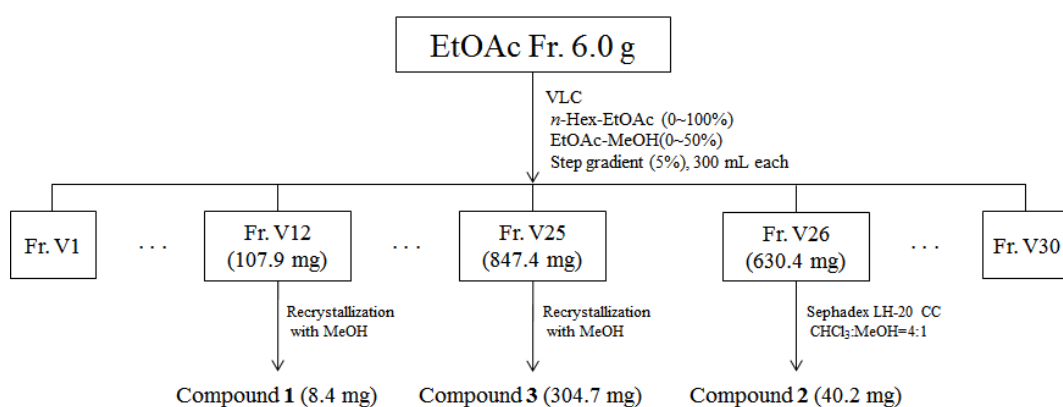 EtOAc Fr. 6.0 g
VLC
n-Hex-EtOAc (0~100%)
EtOAc-MeOH(0~50%)
Step gradient (5%), 300 mL each
Fr. V1
· · ·
Fr. V12
(107.9 mg)
· · ·
Fr. V25
(847.4 mg)
Fr. V26
(630.4 mg)
· · ·
Fr. V30
Recrystallization
with MeOH
Recrystallization
with MeOH
Sephadex LH-20 CC
CHCl₃:MeOH=4:1
Compound 1 (8.4 mg)
Compound 3 (304.7 mg)
Compound 2 (40.2 mg)